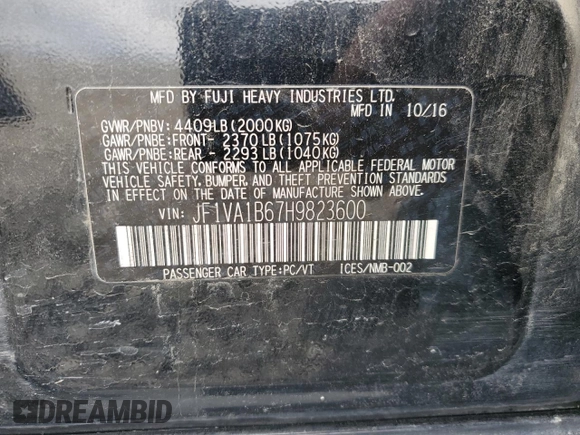 MFD BY FUJI HEAVY INDUSTRIES LTD.
MFD IN 10/16
GVWR/PNBV: 4409LB(2000KG)
GAWR/PNBE:FRONT- 2370LB(1075KG)
GAWR/PNBE:REAR - 2293LB(1040KG)
THIS VEHICLE CONFORMS TO ALL APPLICABLE FEDERAL MOTOR
VEHICLE SAFETY, BUMPER, AND THEFT PREVENTION STANDARDS
IN EFFECT ON THE DATE OF MANUFACTURE SHOWN ABOVE.
VIN: JF1VA1B67H9823600
PASSENGER CAR TYPE:PC/VT ICES/NMB-002
DREAMBID